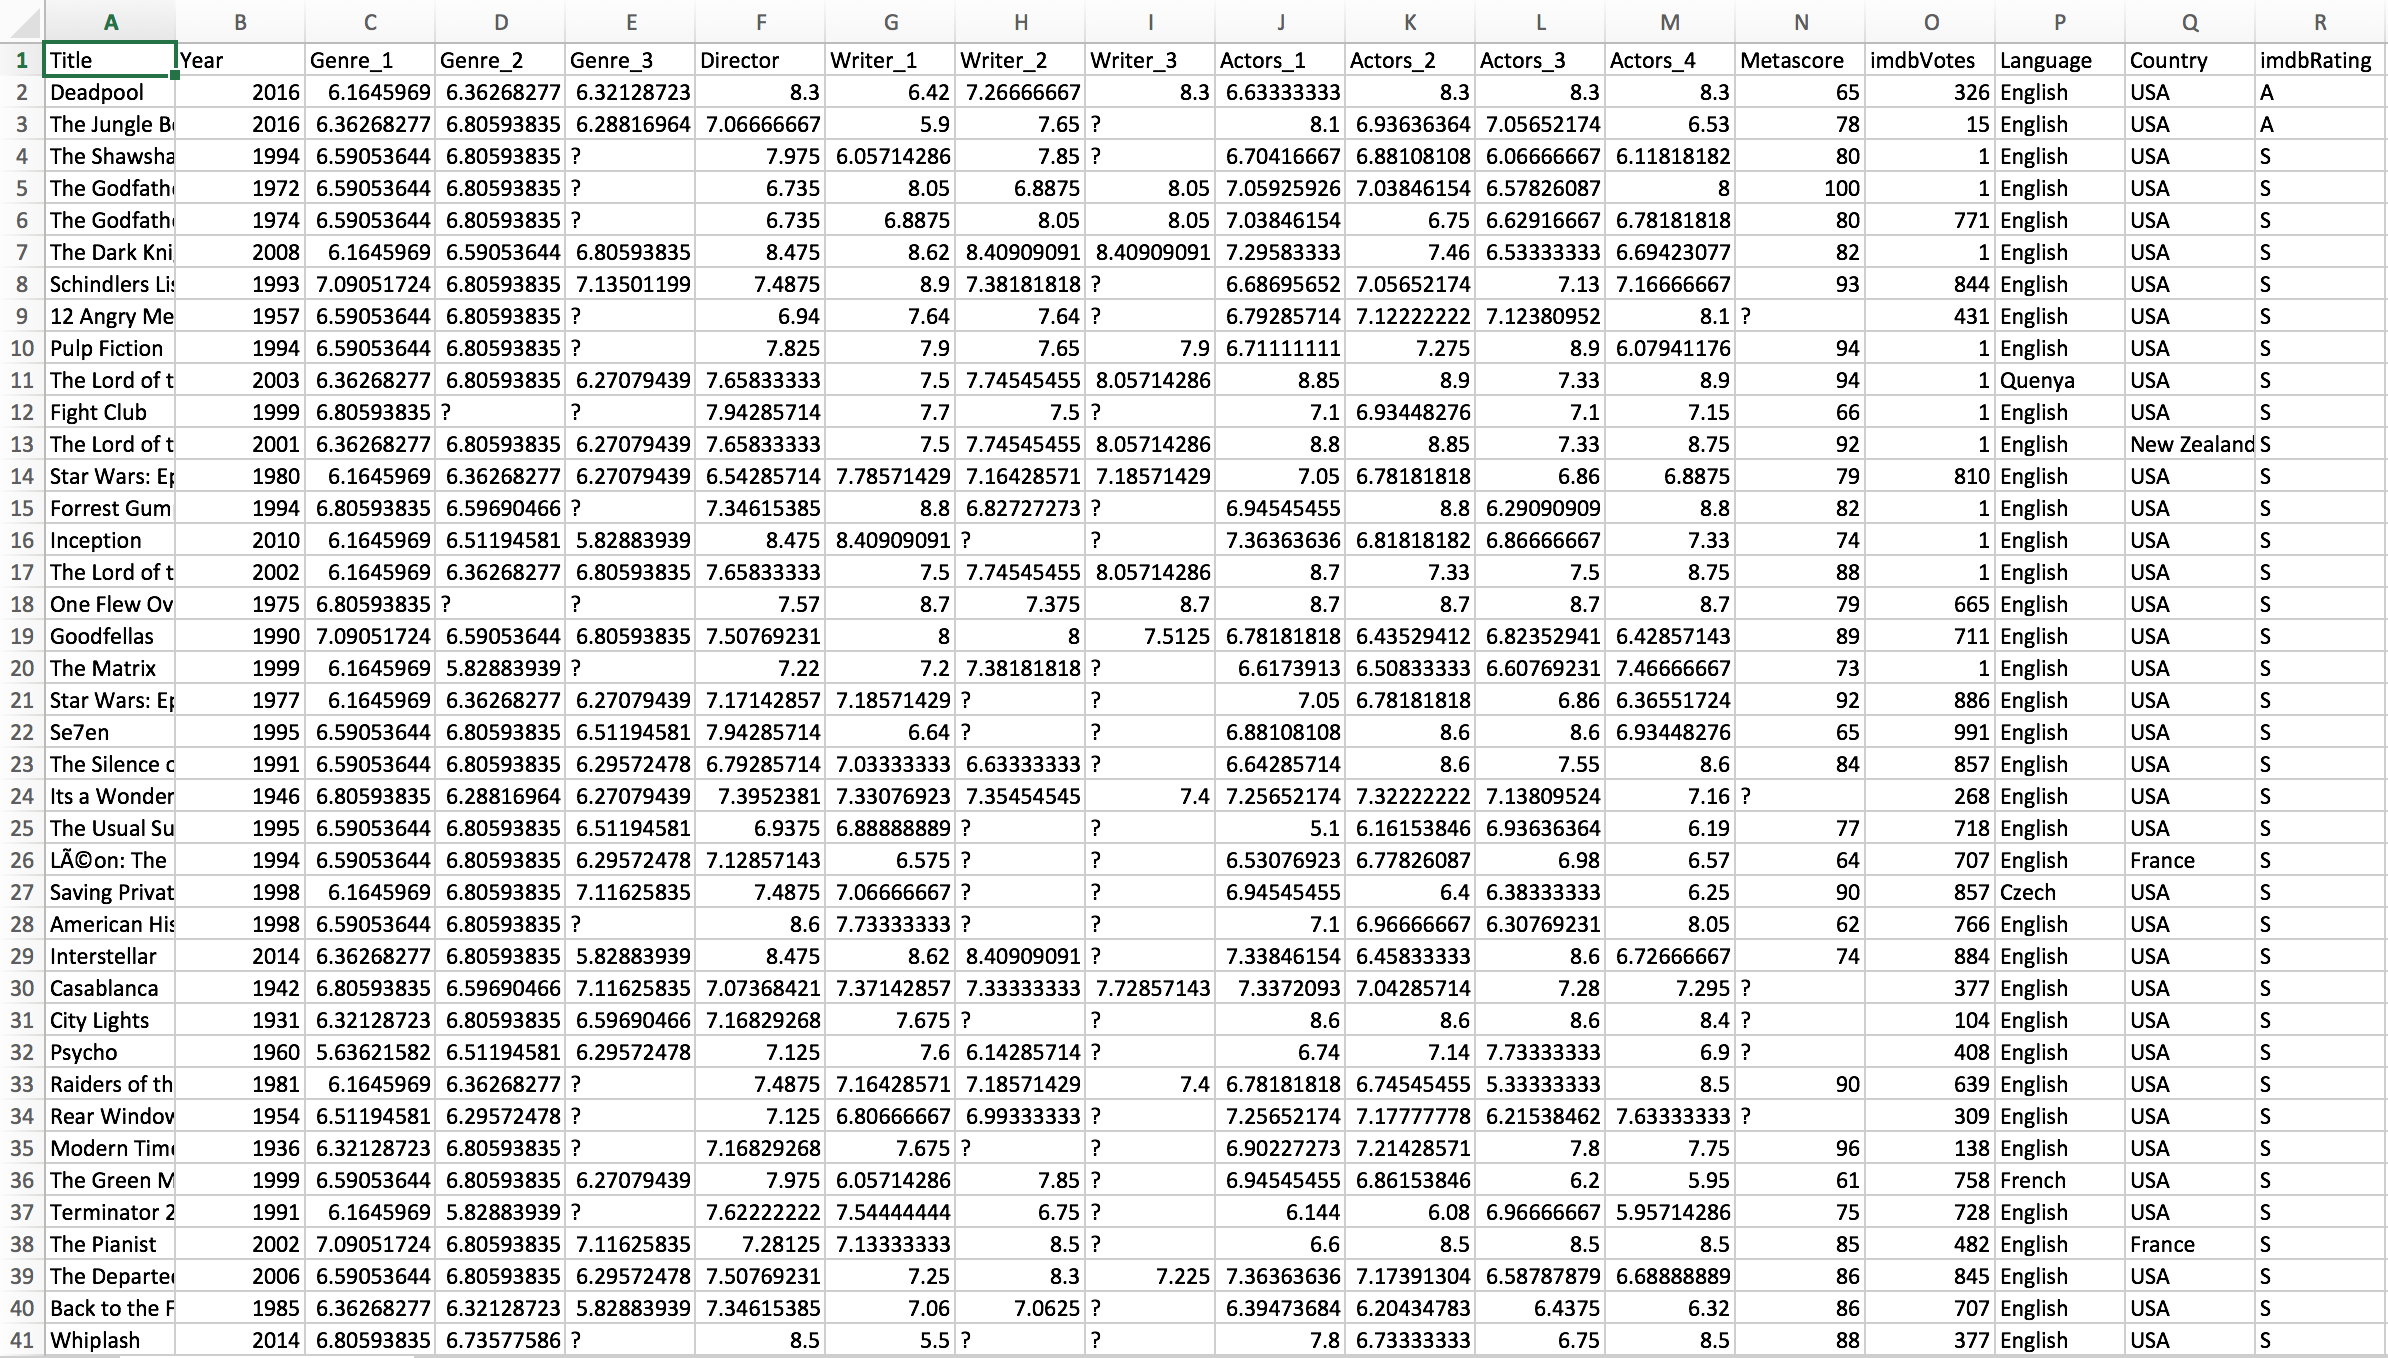 A B C D E F G H I J K L M N O P Q R
1 Title Year Genre_1 Genre_2 Genre_3 Director Writer_1 Writer_2 Writer_3 Actors_1 Actors_2 Actors_3 Actors_4 Metascore imdbVotes Language Country imdbRating
2 Deadpool 2016 6.1645969 6.36268277 6.32128723 8.3 6.42 7.26666667 8.3 6.63333333 8.3 8.3 8.3 65 326 English USA A
3 The Jungle B 2016 6.36268277 6.80593835 6.28816964 7.06666667 5.9 7.65 ? 8.1 6.93636364 7.05652174 6.53 78 15 English USA A
4 The Shawsha 1994 6.59053644 6.80593835 ? 7.975 6.05714286 7.85 ? 6.70416667 6.88108108 6.06666667 6.11818182 80 1 English USA S
5 The Godfath 1972 6.59053644 6.80593835 ? 6.735 8.05 6.8875 8.05 7.05925926 7.03846154 6.57826087 8 100 1 English USA S
6 The Godfath 1974 6.59053644 6.80593835 ? 6.735 6.8875 8.05 8.05 7.03846154 6.75 6.62916667 6.78181818 80 771 English USA S
7 The Dark Kni 2008 6.1645969 6.59053644 6.80593835 8.475 8.62 8.40909091 8.40909091 7.29583333 7.46 6.53333333 6.69423077 82 1 English USA S
8 Schindlers Lis 1993 7.09051724 6.80593835 7.13501199 7.4875 8.9 7.38181818 ? 6.68695652 7.05652174 7.13 7.16666667 93 844 English USA S
9 12 Angry Me 1957 6.59053644 6.80593835 ? 6.94 7.64 7.64 ? 6.79285714 7.12222222 7.12380952 8.1 ? 431 English USA S
10 Pulp Fiction 1994 6.59053644 6.80593835 ? 7.825 7.9 7.65 7.9 6.71111111 7.275 8.9 6.07941176 94 1 English USA S
11 The Lord of t 2003 6.36268277 6.80593835 6.27079439 7.65833333 7.5 7.74545455 8.05714286 8.85 8.9 7.33 8.9 94 1 Quenya USA S
12 Fight Club 1999 6.80593835 ? ? 7.94285714 7.7 7.5 ? 7.1 6.93448276 7.1 7.15 66 1 English USA S
13 The Lord of t 2001 6.36268277 6.80593835 6.27079439 7.65833333 7.5 7.74545455 8.05714286 8.8 8.85 7.33 8.75 92 1 English New Zealand S
14 Star Wars: Ep 1980 6.1645969 6.36268277 6.27079439 6.54285714 7.78571429 7.16428571 7.18571429 7.05 6.78181818 6.86 6.8875 79 810 English USA S
15 Forrest Gum 1994 6.80593835 6.59690466 ? 7.34615385 8.8 6.82727273 ? 6.94545455 8.8 6.29090909 8.8 82 1 English USA S
16 Inception 2010 6.1645969 6.51194581 5.82883939 8.475 8.40909091 ? ? 7.36363636 6.81818182 6.86666667 7.33 74 1 English USA S
17 The Lord of t 2002 6.1645969 6.36268277 6.80593835 7.65833333 7.5 7.74545455 8.05714286 8.7 7.33 7.5 8.75 88 1 English USA S
18 One Flew Ov 1975 6.80593835 ? ? 7.57 8.7 7.375 8.7 8.7 8.7 8.7 8.7 79 665 English USA S
19 Goodfellas 1990 7.09051724 6.59053644 6.80593835 7.50769231 8 8 7.5125 6.78181818 6.43529412 6.82352941 6.42857143 89 711 English USA S
20 The Matrix 1999 6.1645969 5.82883939 ? 7.22 7.2 7.38181818 ? 6.6173913 6.50833333 6.60769231 7.46666667 73 1 English USA S
21 Star Wars: Ep 1977 6.1645969 6.36268277 6.27079439 7.17142857 7.18571429 ? ? 7.05 6.78181818 6.86 6.36551724 92 886 English USA S
22 Se7en 1995 6.59053644 6.80593835 6.51194581 7.94285714 6.64 ? ? 6.88108108 8.6 8.6 6.93448276 65 991 English USA S
23 The Silence o 1991 6.59053644 6.80593835 6.29572478 6.79285714 7.03333333 6.63333333 ? 6.64285714 8.6 7.55 8.6 84 857 English USA S
24 Its a Wonder 1946 6.80593835 6.28816964 6.27079439 7.3952381 7.33076923 7.35454545 7.4 7.25652174 7.32222222 7.13809524 7.16 ? 268 English USA S
25 The Usual Su 1995 6.59053644 6.80593835 6.51194581 6.9375 6.88888889 ? ? 5.1 6.16153846 6.93636364 6.19 77 718 English USA S
26 LÃ©on: The 1994 6.59053644 6.80593835 6.29572478 7.12857143 6.575 ? ? 6.53076923 6.77826087 6.98 6.57 64 707 English France S
27 Saving Privat 1998 6.1645969 6.80593835 7.11625835 7.4875 7.06666667 ? ? 6.94545455 6.4 6.38333333 6.25 90 857 Czech USA S
28 American His 1998 6.59053644 6.80593835 ? 8.6 7.73333333 ? ? 7.1 6.96666667 6.30769231 8.05 62 766 English USA S
29 Interstellar 2014 6.36268277 6.80593835 5.82883939 8.475 8.62 8.40909091 ? 7.33846154 6.45833333 8.6 6.72666667 74 884 English USA S
30 Casablanca 1942 6.80593835 6.59690466 7.11625835 7.07368421 7.37142857 7.33333333 7.72857143 7.3372093 7.04285714 7.28 7.295 ? 377 English USA S
31 City Lights 1931 6.32128723 6.80593835 6.59690466 7.16829268 7.675 ? ? 8.6 8.6 8.6 8.4 ? 104 English USA S
32 Psycho 1960 5.63621582 6.51194581 6.29572478 7.125 7.6 6.14285714 ? 6.74 7.14 7.73333333 6.9 ? 408 English USA S
33 Raiders of th 1981 6.1645969 6.36268277 ? 7.4875 7.16428571 7.18571429 7.4 6.78181818 6.74545455 5.33333333 8.5 90 639 English USA S
34 Rear Window 1954 6.51194581 6.29572478 ? 7.125 6.80666667 6.99333333 ? 7.25652174 7.17777778 6.21538462 7.63333333 ? 309 English USA S
35 Modern Time 1936 6.32128723 6.80593835 ? 7.16829268 7.675 ? ? 6.90227273 7.21428571 7.8 7.75 96 138 English USA S
36 The Green M 1999 6.59053644 6.80593835 6.27079439 7.975 6.05714286 7.85 ? 6.94545455 6.86153846 6.2 5.95 61 758 French USA S
37 Terminator 2 1991 6.1645969 5.82883939 ? 7.62222222 7.54444444 6.75 ? 6.144 6.08 6.96666667 5.95714286 75 728 English USA S
38 The Pianist 2002 7.09051724 6.80593835 7.11625835 7.28125 7.13333333 8.5 ? 6.6 8.5 8.5 8.5 85 482 English France S
39 The Departe 2006 6.59053644 6.80593835 6.29572478 7.50769231 7.25 8.3 7.225 7.36363636 7.17391304 6.58787879 6.68888889 86 845 English USA S
40 Back to the F 1985 6.36268277 6.32128723 5.82883939 7.34615385 7.06 7.0625 ? 6.39473684 6.20434783 6.4375 6.32 86 707 English USA S
41 Whiplash 2014 6.80593835 6.73577586 ? 8.5 5.5 ? ? 7.8 6.73333333 6.75 8.5 88 377 English USA S